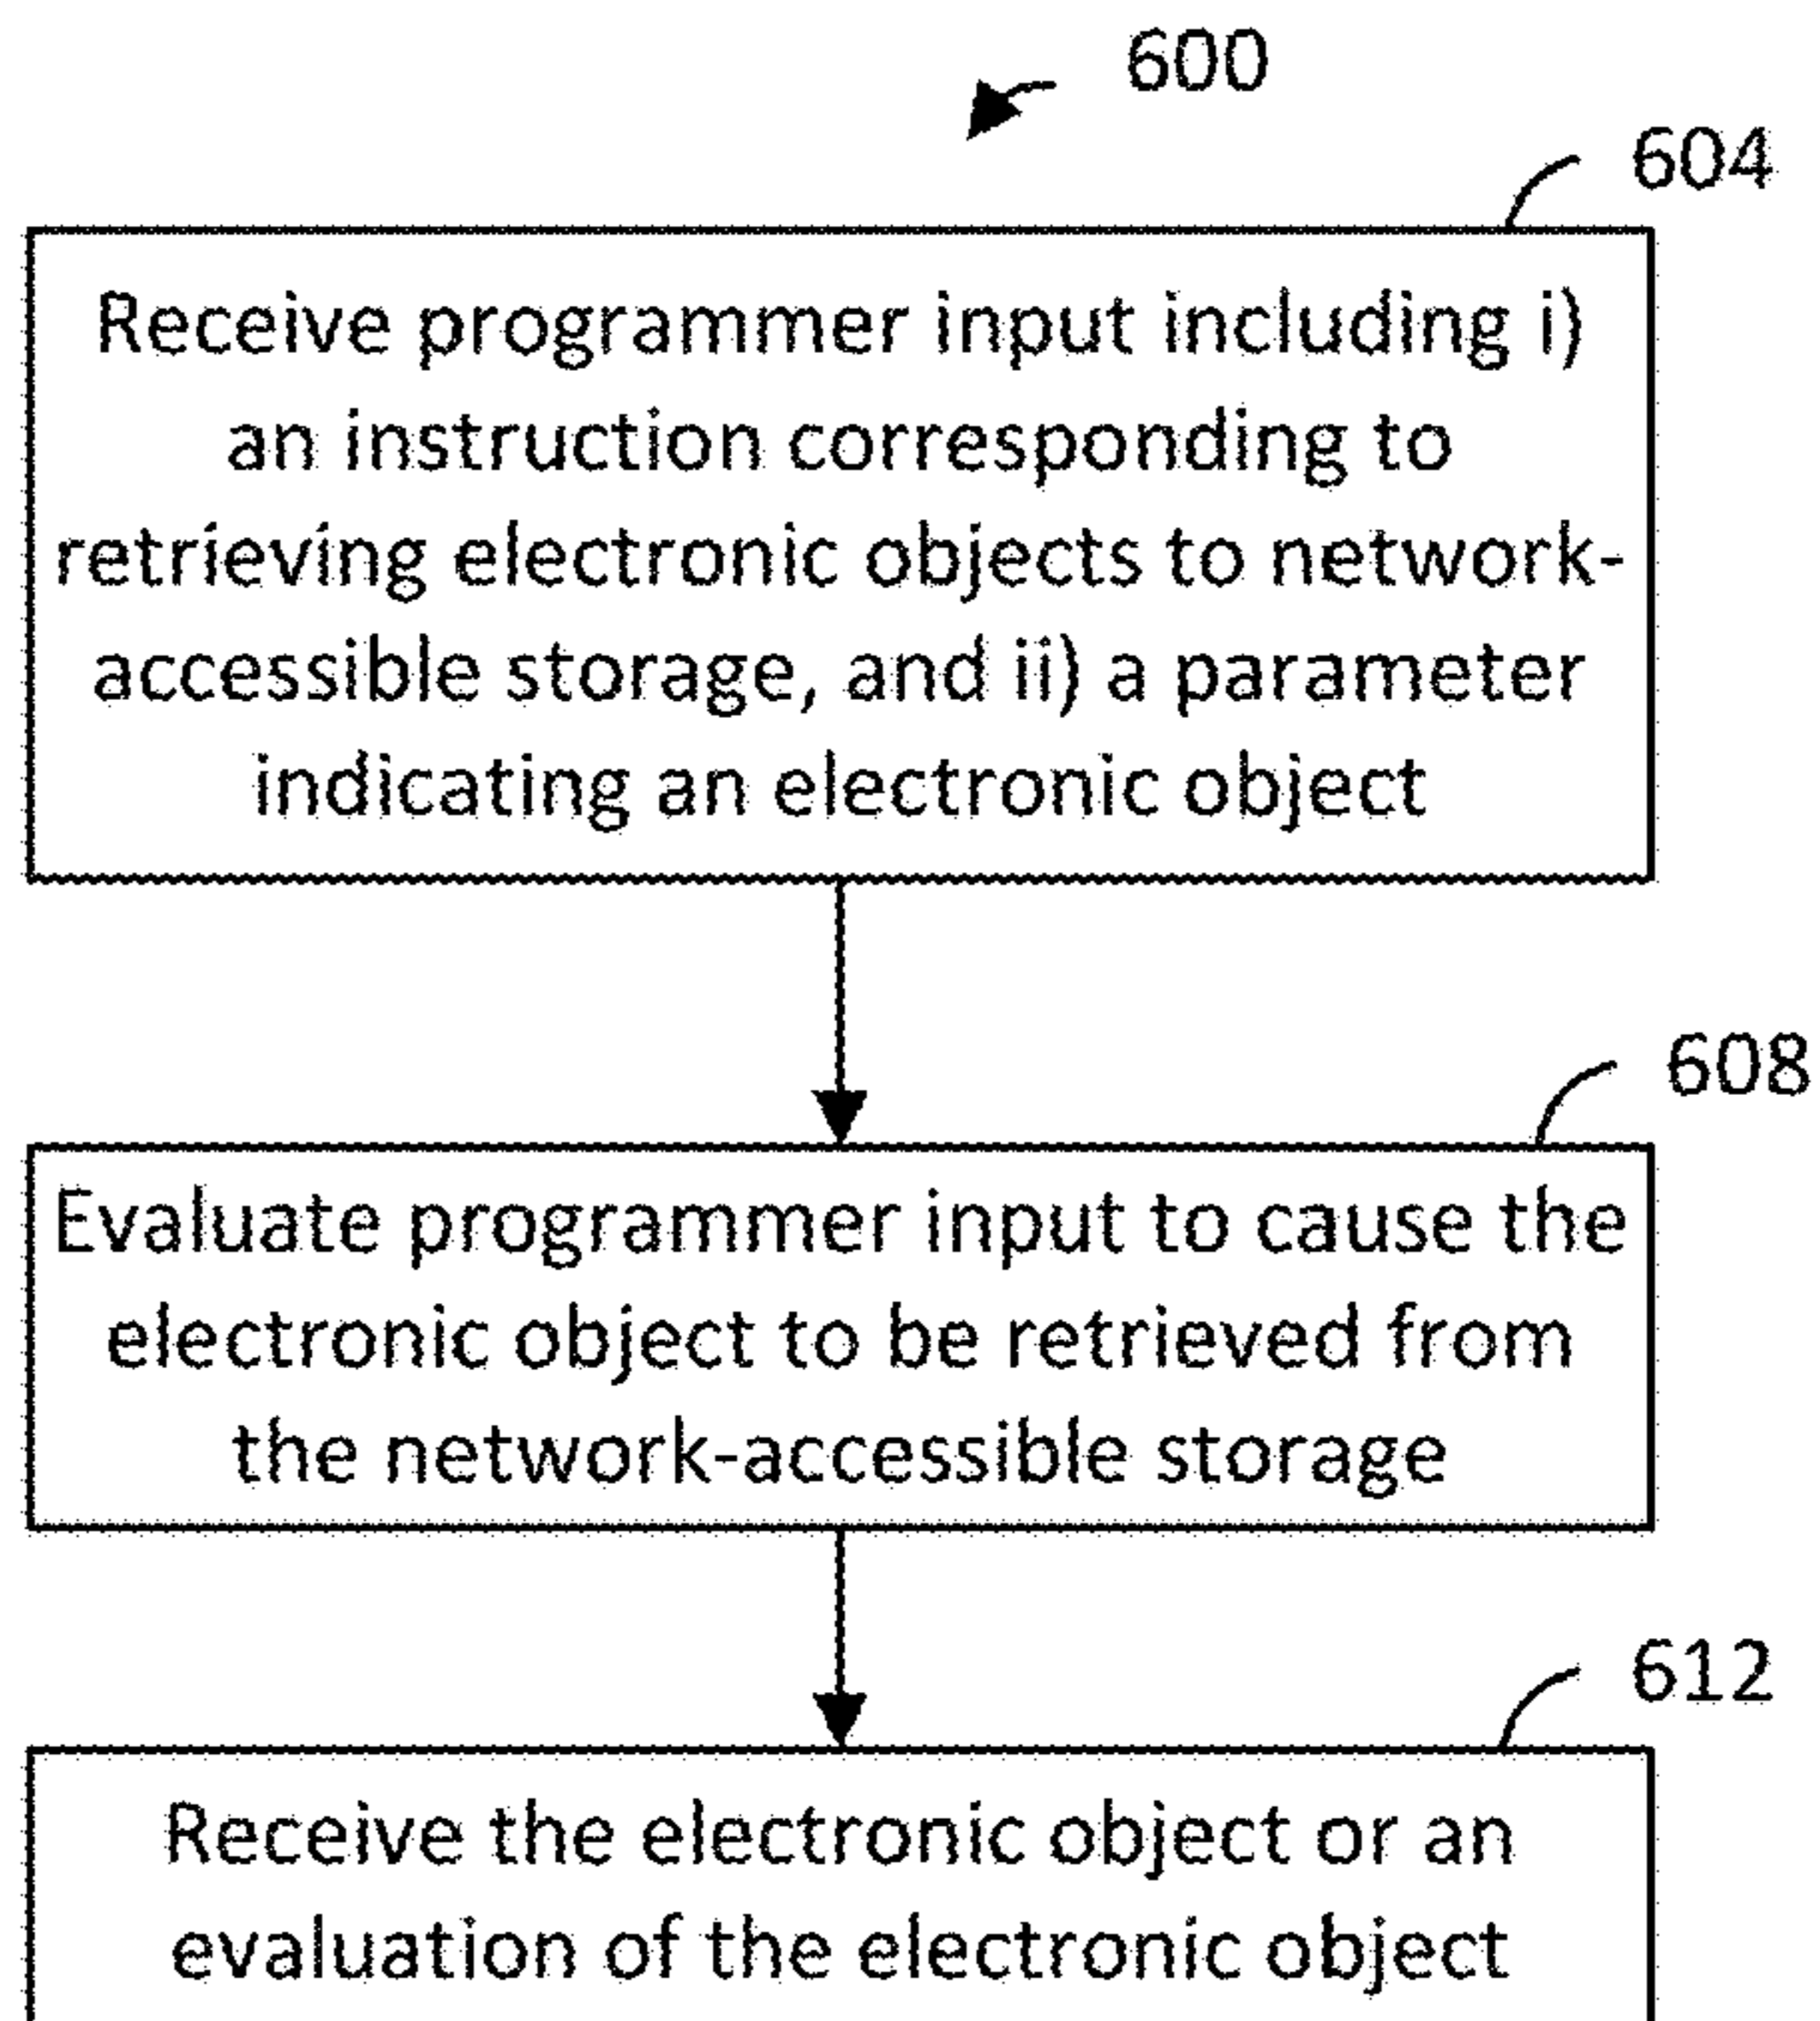 600
604
Receive programmer input including i)
an instruction corresponding to
retrieving electronic objects to network-
accessible storage, and ii) a parameter
indicating an electronic object
608
Evaluate programmer input to cause the
electronic object to be retrieved from
the network-accessible storage
612
Receive the electronic object or an
evaluation of the electronic object